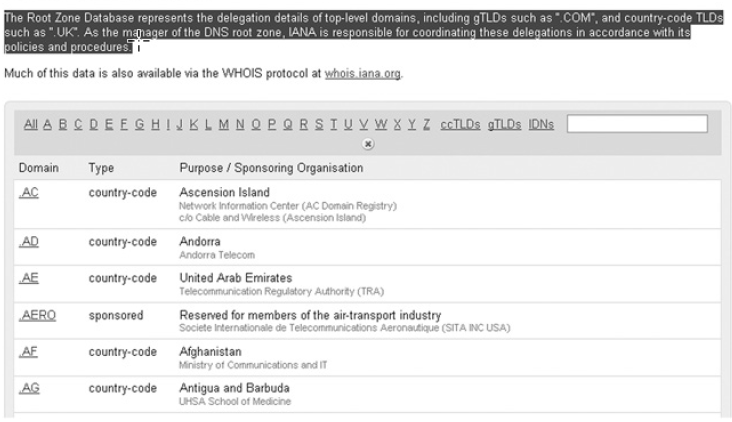 The Root Zone Database represents the delegation details of top-level domains, including gTLDs such as ".COM", and country-code TLDs
such as ".UK". As the manager of the DNS root zone, IANA is responsible for coordinating these delegations in accordance with its
policies and procedures.
Much of this data is also available via the WHOIS protocol at whois.iana.org.
All A B C D E F G H I J K L M N O P Q R S T U V W X Y Z ccTLDs gTLDs IDNs
Domain Type Purpose / Sponsoring Organisation
.AC country-code Ascension Island
Network Information Center (AC Domain Registry)
c/o Cable and Wireless (Ascension Island)
.AD country-code Andorra
Andorra Telecom
.AE country-code United Arab Emirates
Telecommunication Regulatory Authority (TRA)
.AERO sponsored Reserved for members of the air-transport industry
Societe Internationale de Telecommunications Aeronautique (SITA INC USA)
.AF country-code Afghanistan
Ministry of Communications and IT
.AG country-code Antigua and Barbuda
UHSA School of Medicine